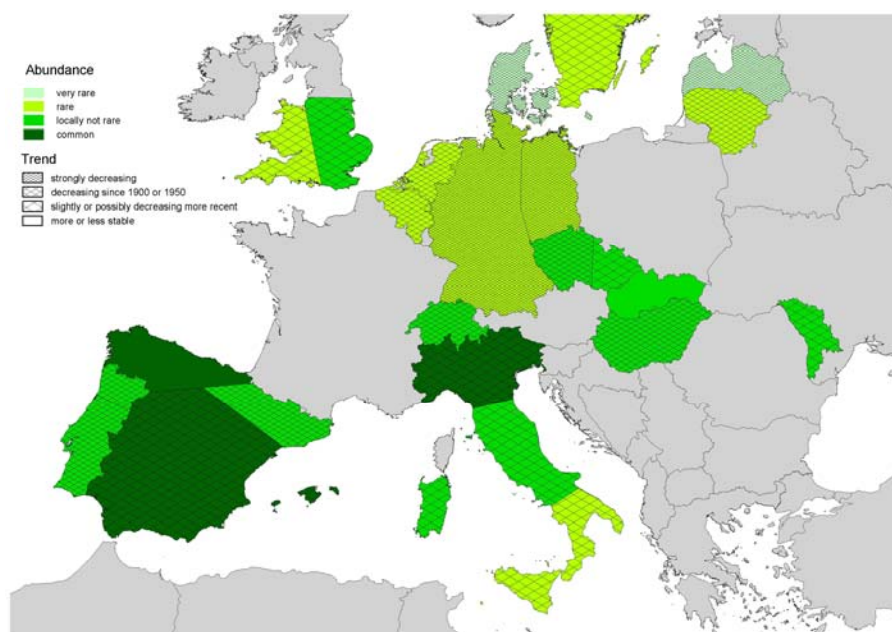 Abundance
very rare
rare
locally not rare
common
Trend
strongly decreasing
decreasing since 1900 or 1950
slightly or possibly decreasing more recent
more or less stable